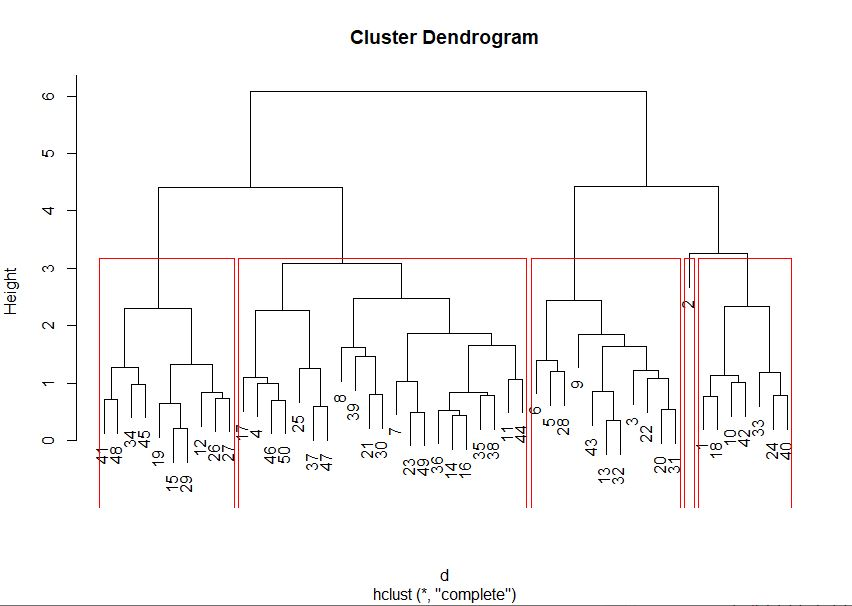 Cluster Dendrogram
Height
0 1 2 3 4 5 6
41 48 34 45 19 15 29 12 26 27 17 4 46 50 25 37 47 8 39 21 30 7 23 49 36 14 16 35 38 11 44 6 5 28 9 43 13 32 3 22 20 31 2 1 18 10 42 33 24 40
d
hclust (*, "complete")